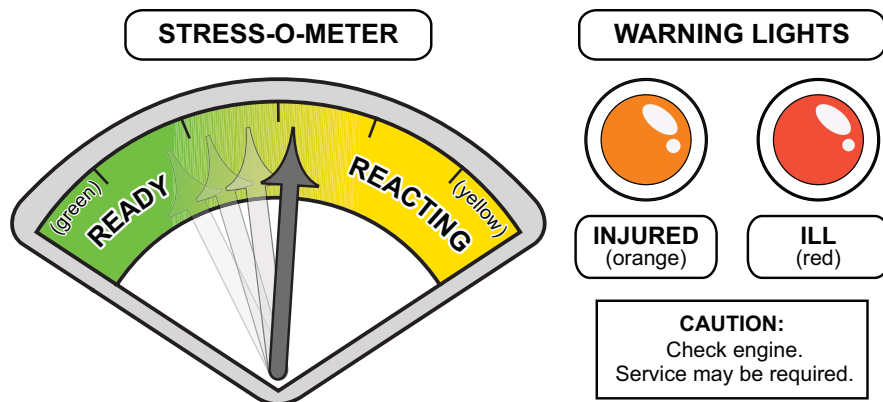 STRESS-O-METER
READY
(green)
REACTING
(yellow)
WARNING LIGHTS
INJURED
(orange)
ILL
(red)
CAUTION:
Check engine.
Service may be required.